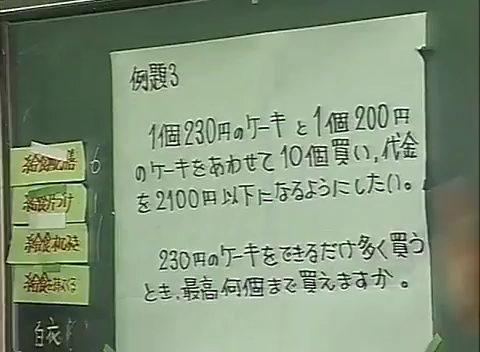 例題3
1個230円のケーキと1個200円
のケーキをあわせて10個買い、代金
を2100円以下になるようにしたい。
230円のケーキをできるだけ多く買う
とき、最高何個まで買えますか。
白衣